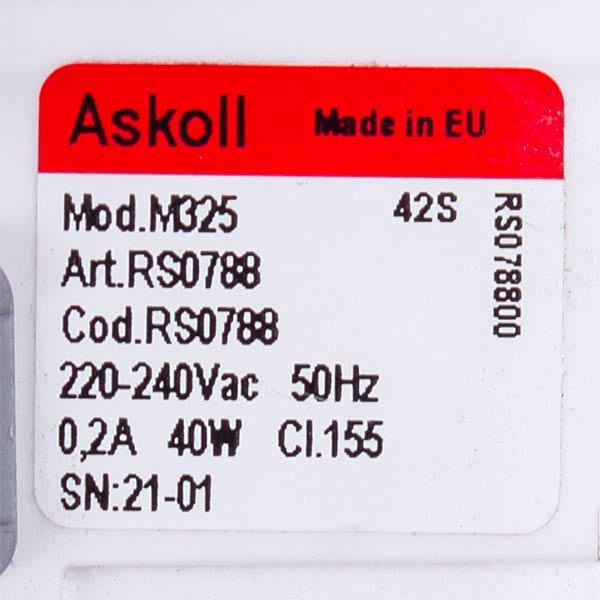 Askoll Made in EU
Mod.M325 42S
Art.RS0788
Cod.RS0788
220-240Vac 50Hz
0,2A 40W Cl.155
SN:21-01
RS078800